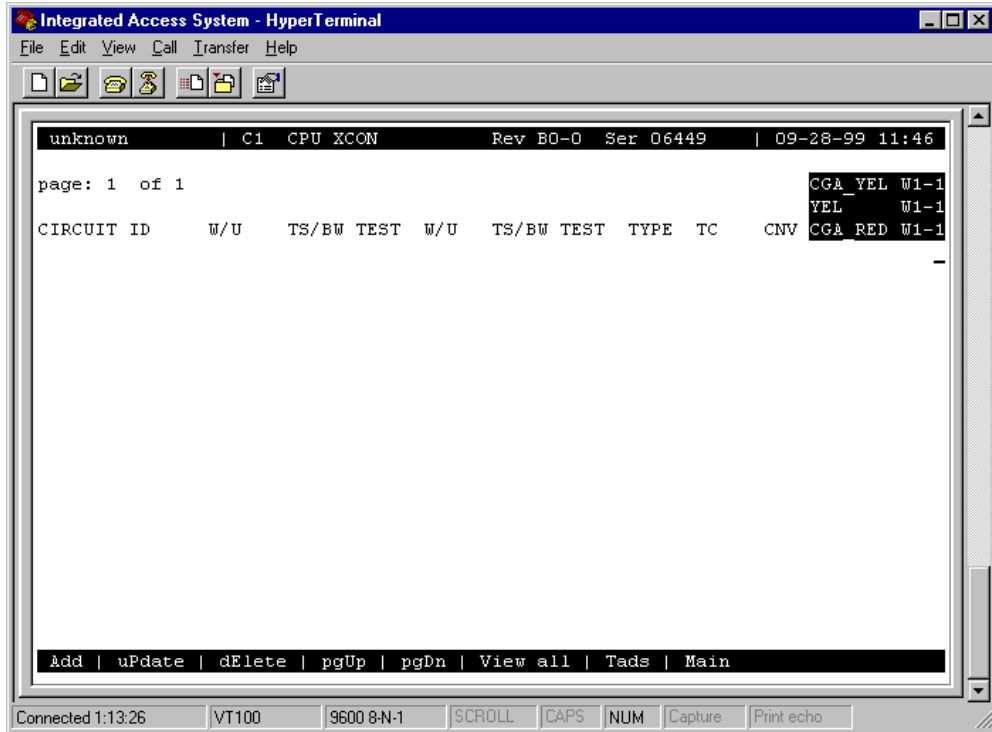 Integrated Access System - HyperTerminal
File Edit View Call Transfer Help
unknown | C1 CPU XCON Rev B0-0 Ser 06449 | 09-28-99 11:46
page: 1 of 1 CGA_YEL W1-1
YEL W1-1
CIRCUIT ID W/U TS/BW TEST W/U TS/BW TEST TYPE TC CNV CGA_RED W1-1
Add | uPdate | dElete | pgUp | pgDn | View all | Tads | Main
Connected 1:13:26 VT100 9600 8-N-1 SCROLL CAPS NUM Capture Print echo